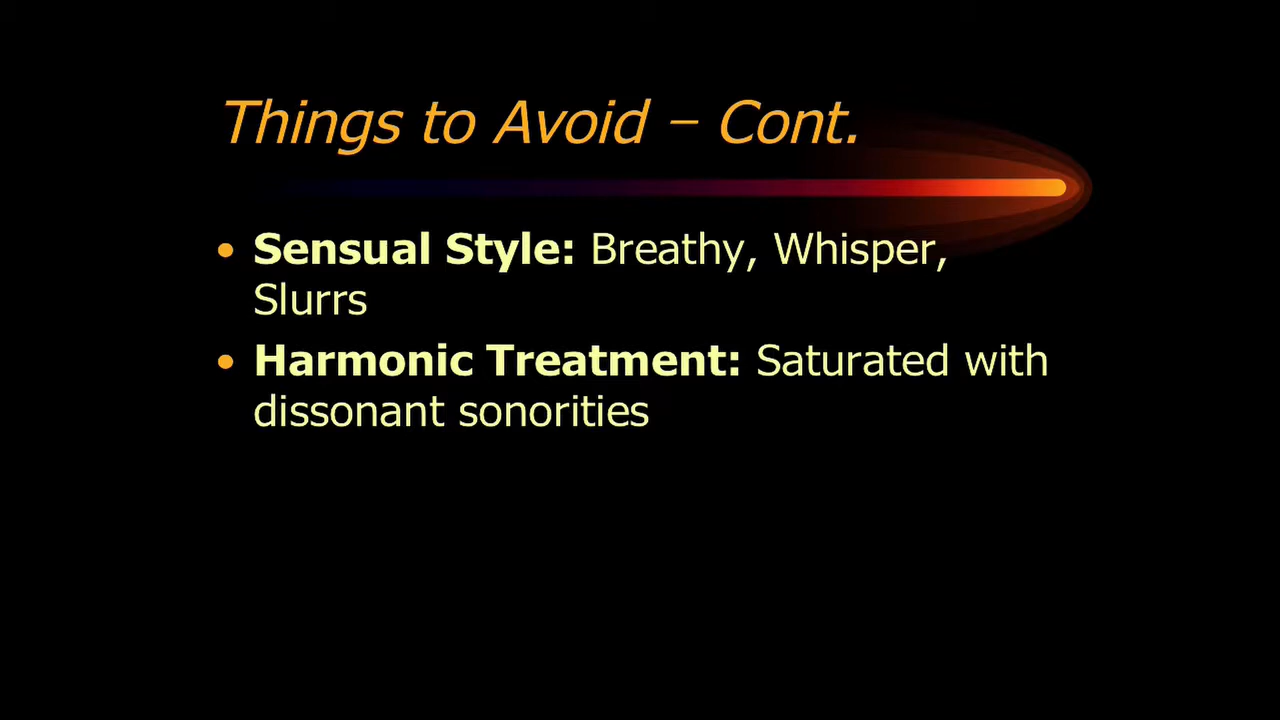 Things to Avoid – Cont.
• Sensual Style: Breathy, Whisper,
Slurrs
• Harmonic Treatment: Saturated with
dissonant sonorities